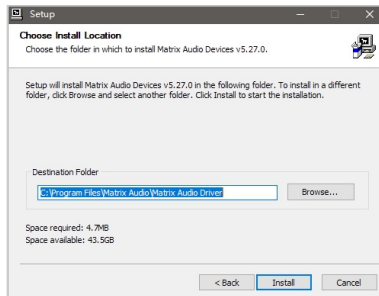 Setup
Choose Install Location
Choose the folder in which to install Matrix Audio Devices v5.27.0.
Setup will install Matrix Audio Devices v5.27.0 in the following folder. To install in a different
folder, click Browse and select another folder. Click Install to start the installation.
Destination Folder
C:\Program Files\Matrix Audio\Matrix Audio Driver
Browse...
Space required: 4.7MB
Space available: 43.5GB
< Back
Install
Cancel